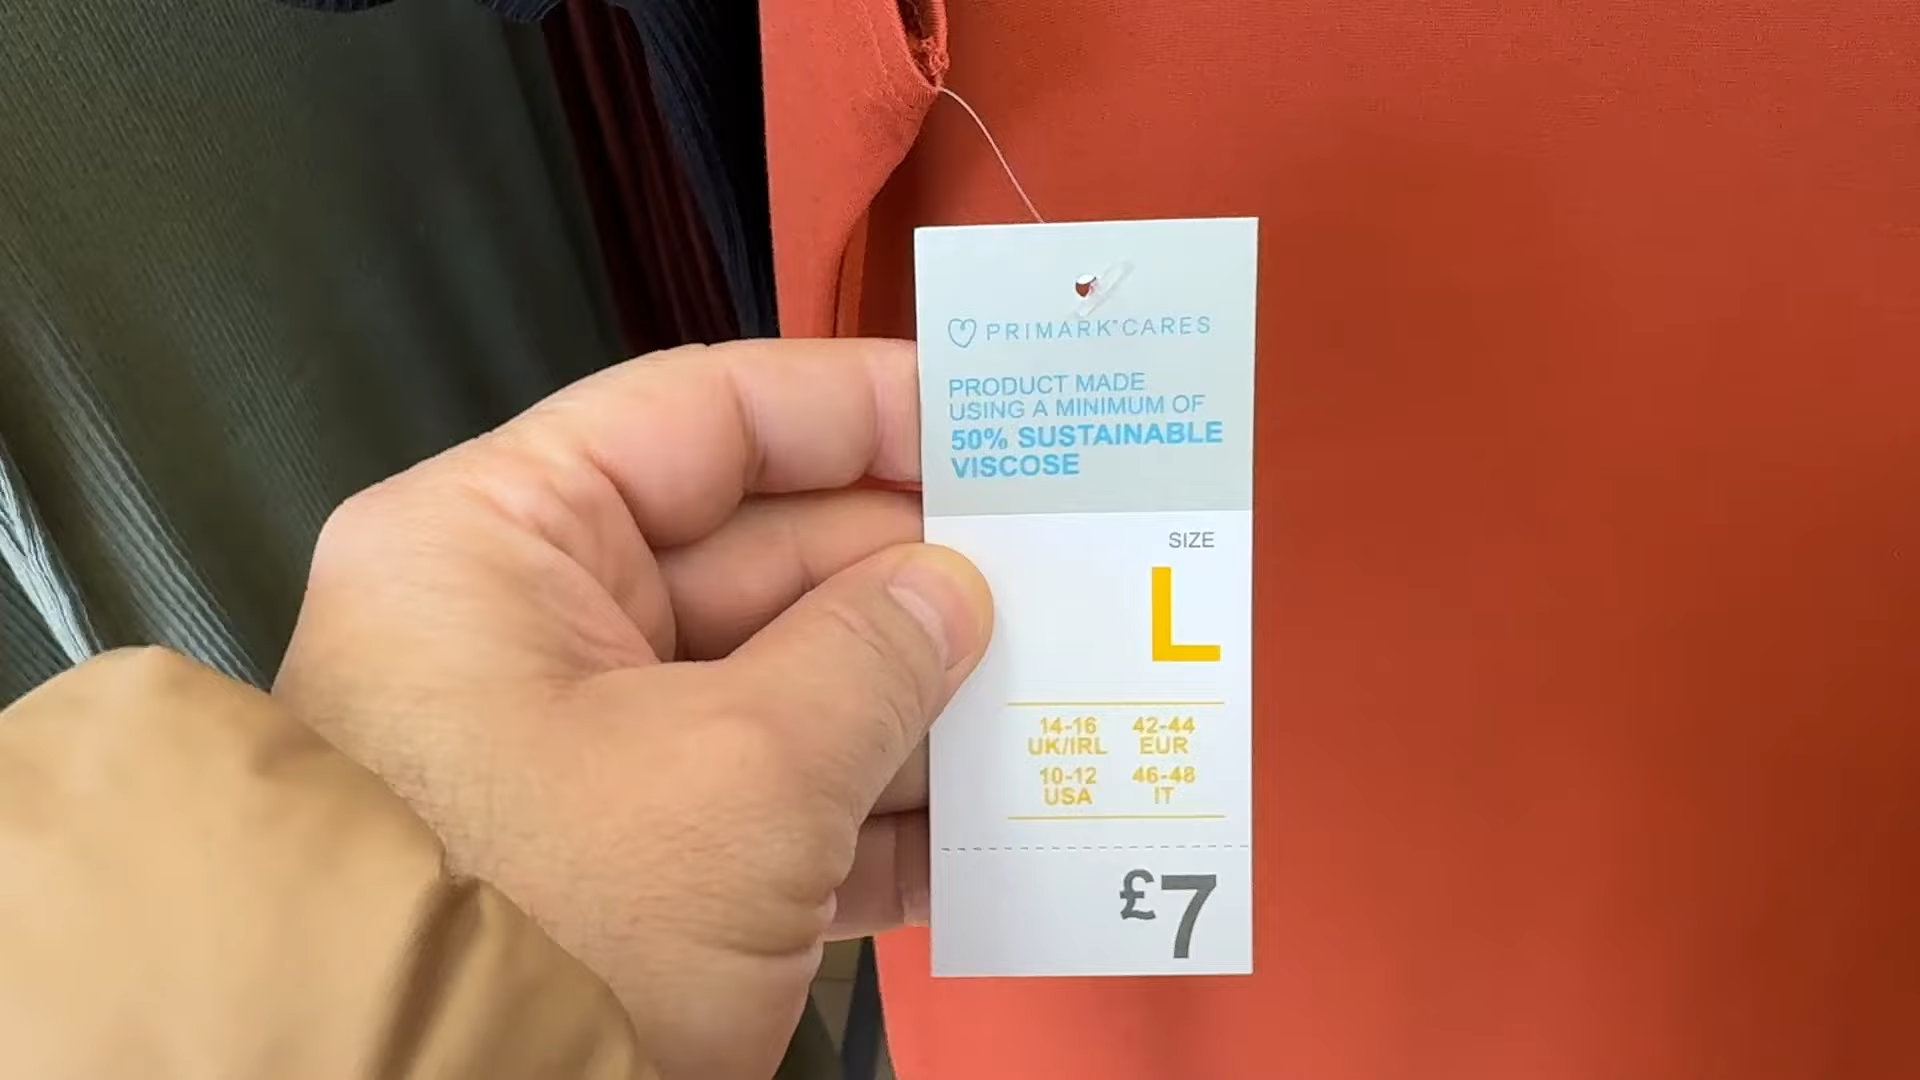 PRIMARK® CARES
PRODUCT MADE
USING A MINIMUM OF
50% SUSTAINABLE
VISCOSE
SIZE
L
14-16 42-44
UK/IRL EUR
10-12 46-48
USA IT
£7